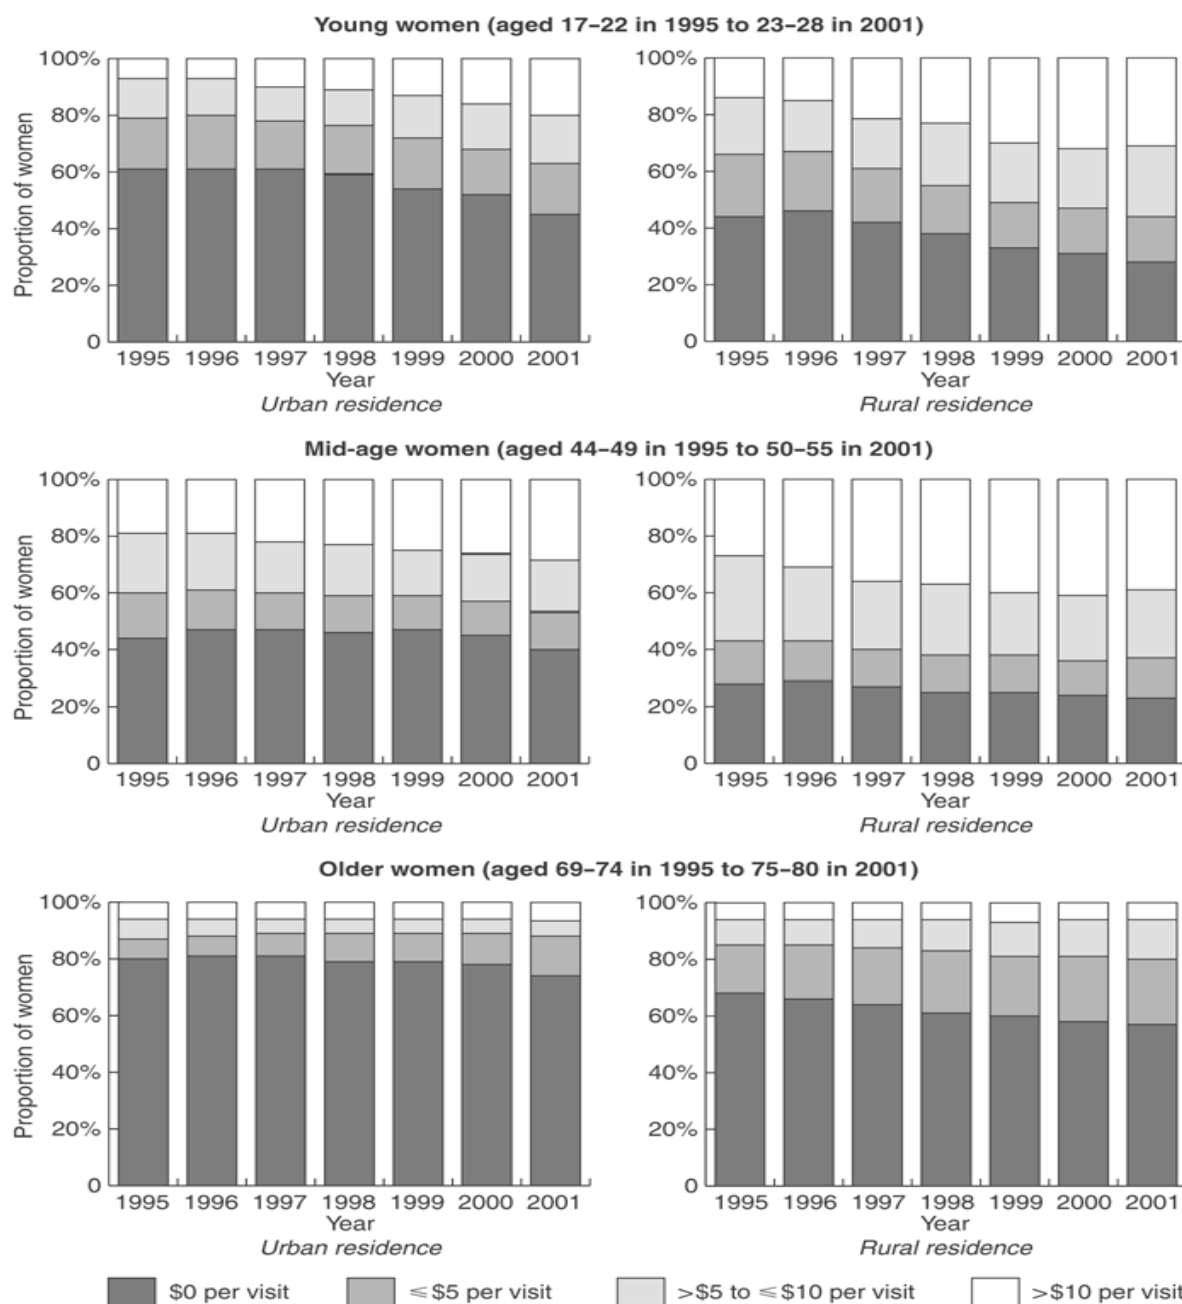 Young women (aged 17–22 in 1995 to 23–28 in 2001)
Proportion of women
100%
80%
60%
40%
20%
0
1995 1996 1997 1998 1999 2000 2001
Year
Urban residence
100%
80%
60%
40%
20%
0
1995 1996 1997 1998 1999 2000 2001
Year
Rural residence
Mid-age women (aged 44–49 in 1995 to 50–55 in 2001)
Proportion of women
100%
80%
60%
40%
20%
0
1995 1996 1997 1998 1999 2000 2001
Year
Urban residence
100%
80%
60%
40%
20%
0
1995 1996 1997 1998 1999 2000 2001
Year
Rural residence
Older women (aged 69–74 in 1995 to 75–80 in 2001)
Proportion of women
100%
80%
60%
40%
20%
0
1995 1996 1997 1998 1999 2000 2001
Year
Urban residence
100%
80%
60%
40%
20%
0
1995 1996 1997 1998 1999 2000 2001
Year
Rural residence
$0 per visit ⩽$5 per visit >$5 to ⩽$10 per visit >$10 per visit